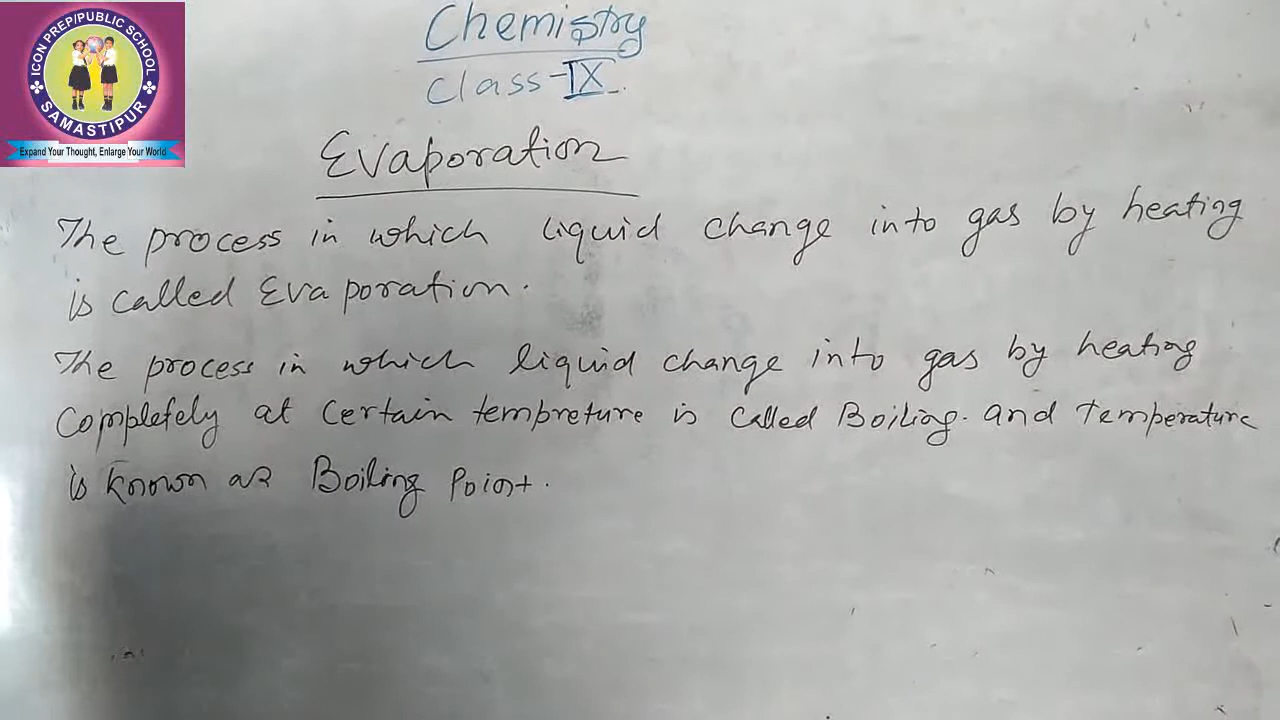 ICON PREP/PUBLIC SCHOOL
SAMASTIPUR
Expand Your Thought, Enlarge Your World
Chemistry
Class-IX
Evaporation
The process in which liquid change into gas by heating
is called Evaporation.
The process in which liquid change into gas by heating
completely at certain tempreture is called Boiling. and temperature
is known as Boiling Point.